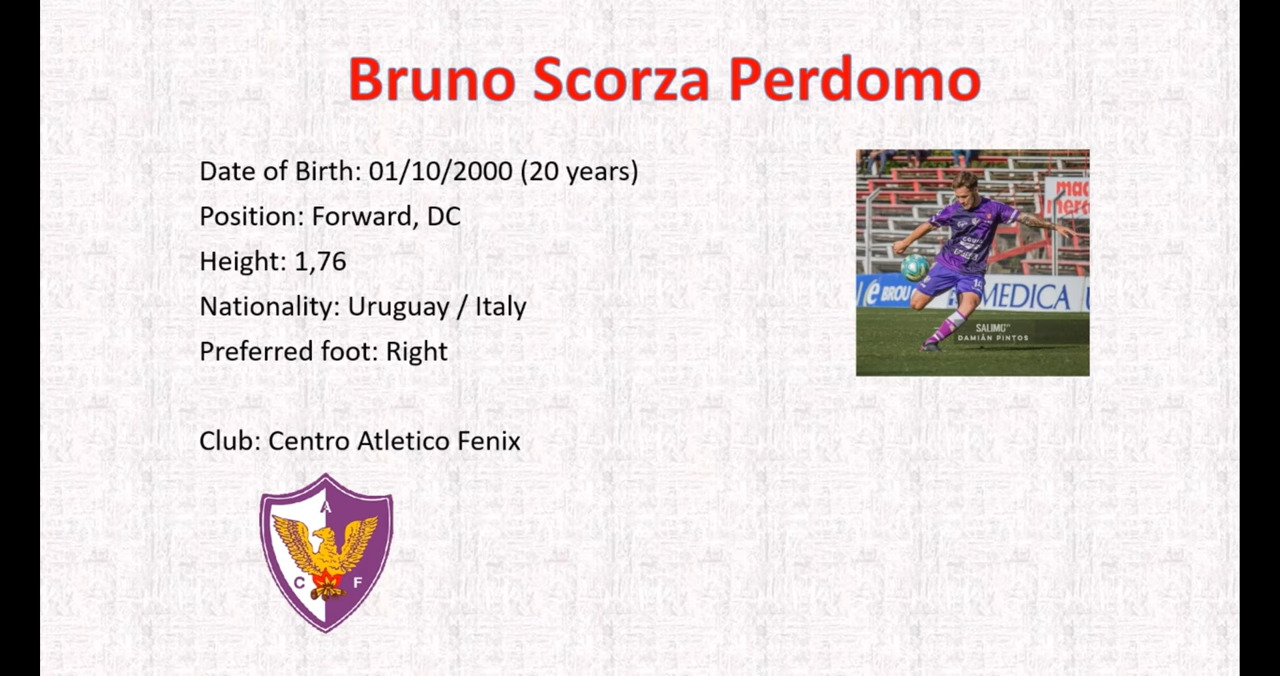 Bruno Scorza Perdomo
Date of Birth: 01/10/2000 (20 years)
Position: Forward, DC
Height: 1,76
Nationality: Uruguay / Italy
Preferred foot: Right
MEDICA
SALIMG
DAMIÁN PINTOS
Club: Centro Atletico Fenix
A
C F